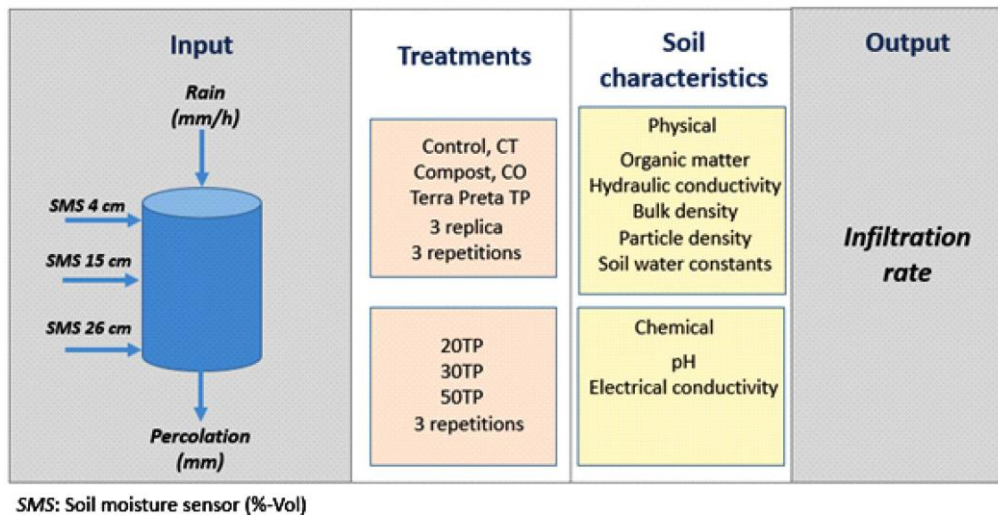 Input
Rain
(mm/h)
SMS 4 cm
SMS 15 cm
SMS 26 cm
Percolation
(mm)
Treatments
Control, CT
Compost, CO
Terra Preta TP
3 replica
3 repetitions
20TP
30TP
50TP
3 repetitions
Soil
characteristics
Physical
Organic matter
Hydraulic conductivity
Bulk density
Particle density
Soil water constants
Chemical
pH
Electrical conductivity
Output
Infiltration
rate
SMS: Soil moisture sensor (%-Vol)